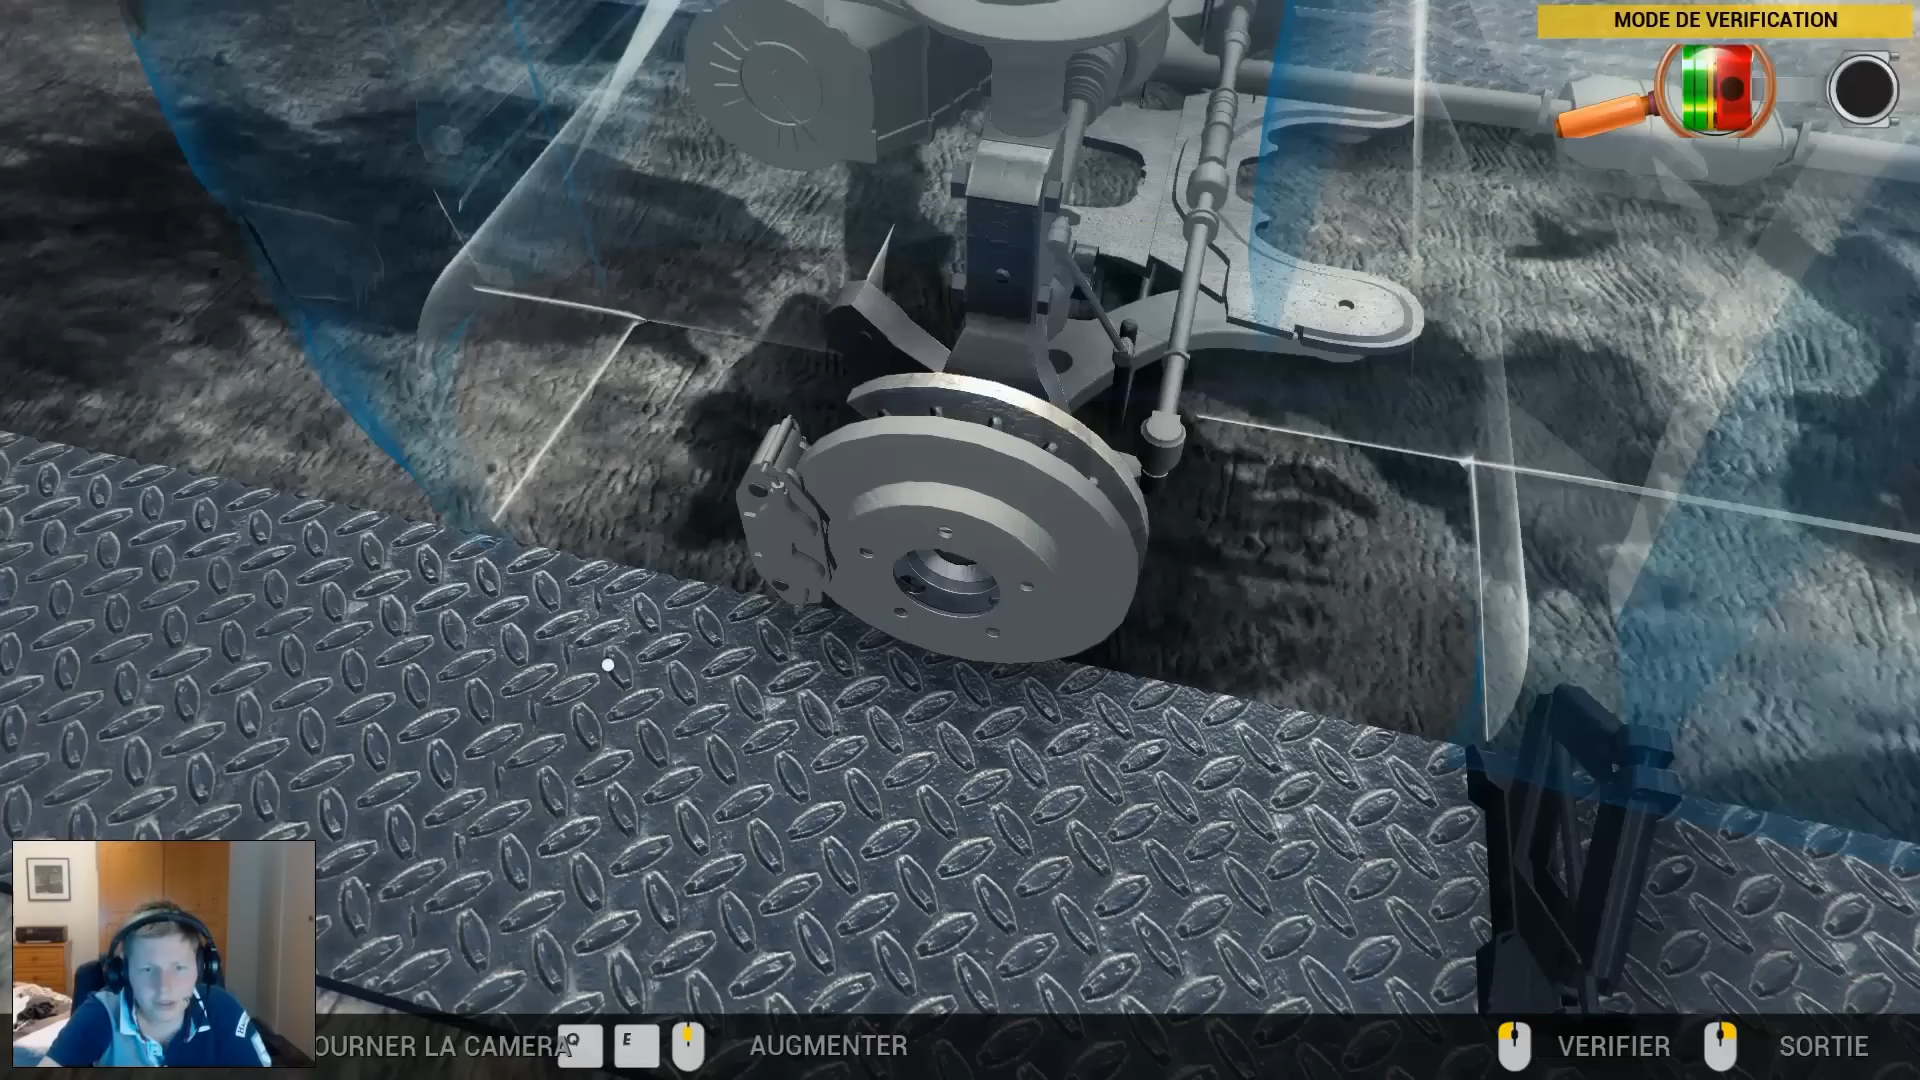 MODE DE VERIFICATION
OURNER LA CAMERA Q E AUGMENTER VERIFIER SORTIE